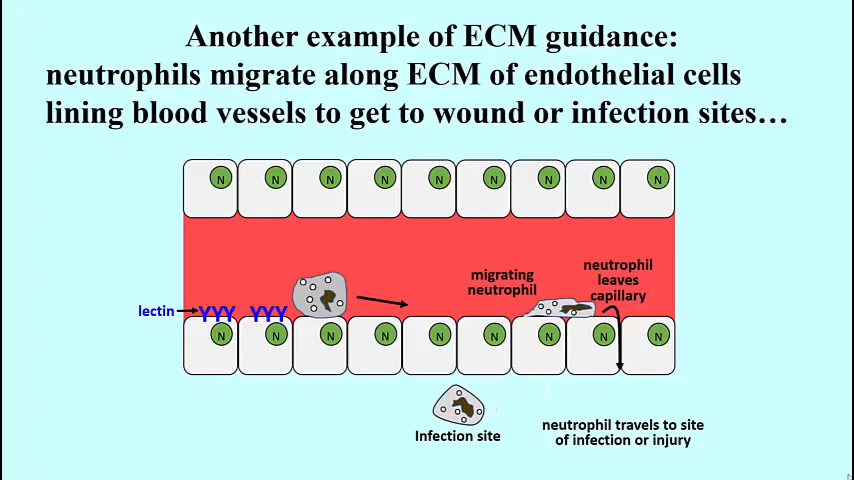 Another example of ECM guidance:
neutrophils migrate along ECM of endothelial cells
lining blood vessels to get to wound or infection sites…
N N N N N N N N N
migrating
neutrophil
neutrophil
leaves
capillary
lectin
YYY YYY
N N N N N N N N N
Infection site
neutrophil travels to site
of infection or injury